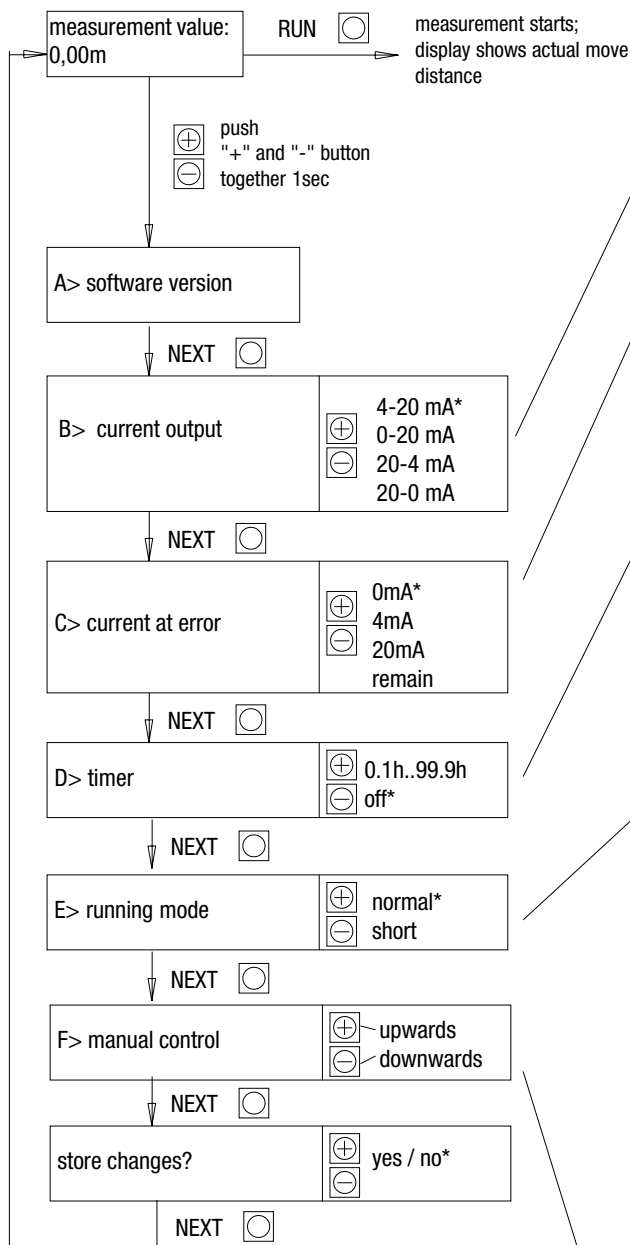 measurement value:
0,00m
RUN
measurement starts;
display shows actual move
distance
push
"+" and "-" button
together 1sec
A> software version
NEXT
B> current output
4-20 mA*
0-20 mA
20-4 mA
20-0 mA
NEXT
C> current at error
0mA*
4mA
20mA
remain
NEXT
D> timer
0.1h..99.9h
off*
NEXT
E> running mode
normal*
short
NEXT
F> manual control
upwards
downwards
NEXT
store changes?
yes / no*
NEXT